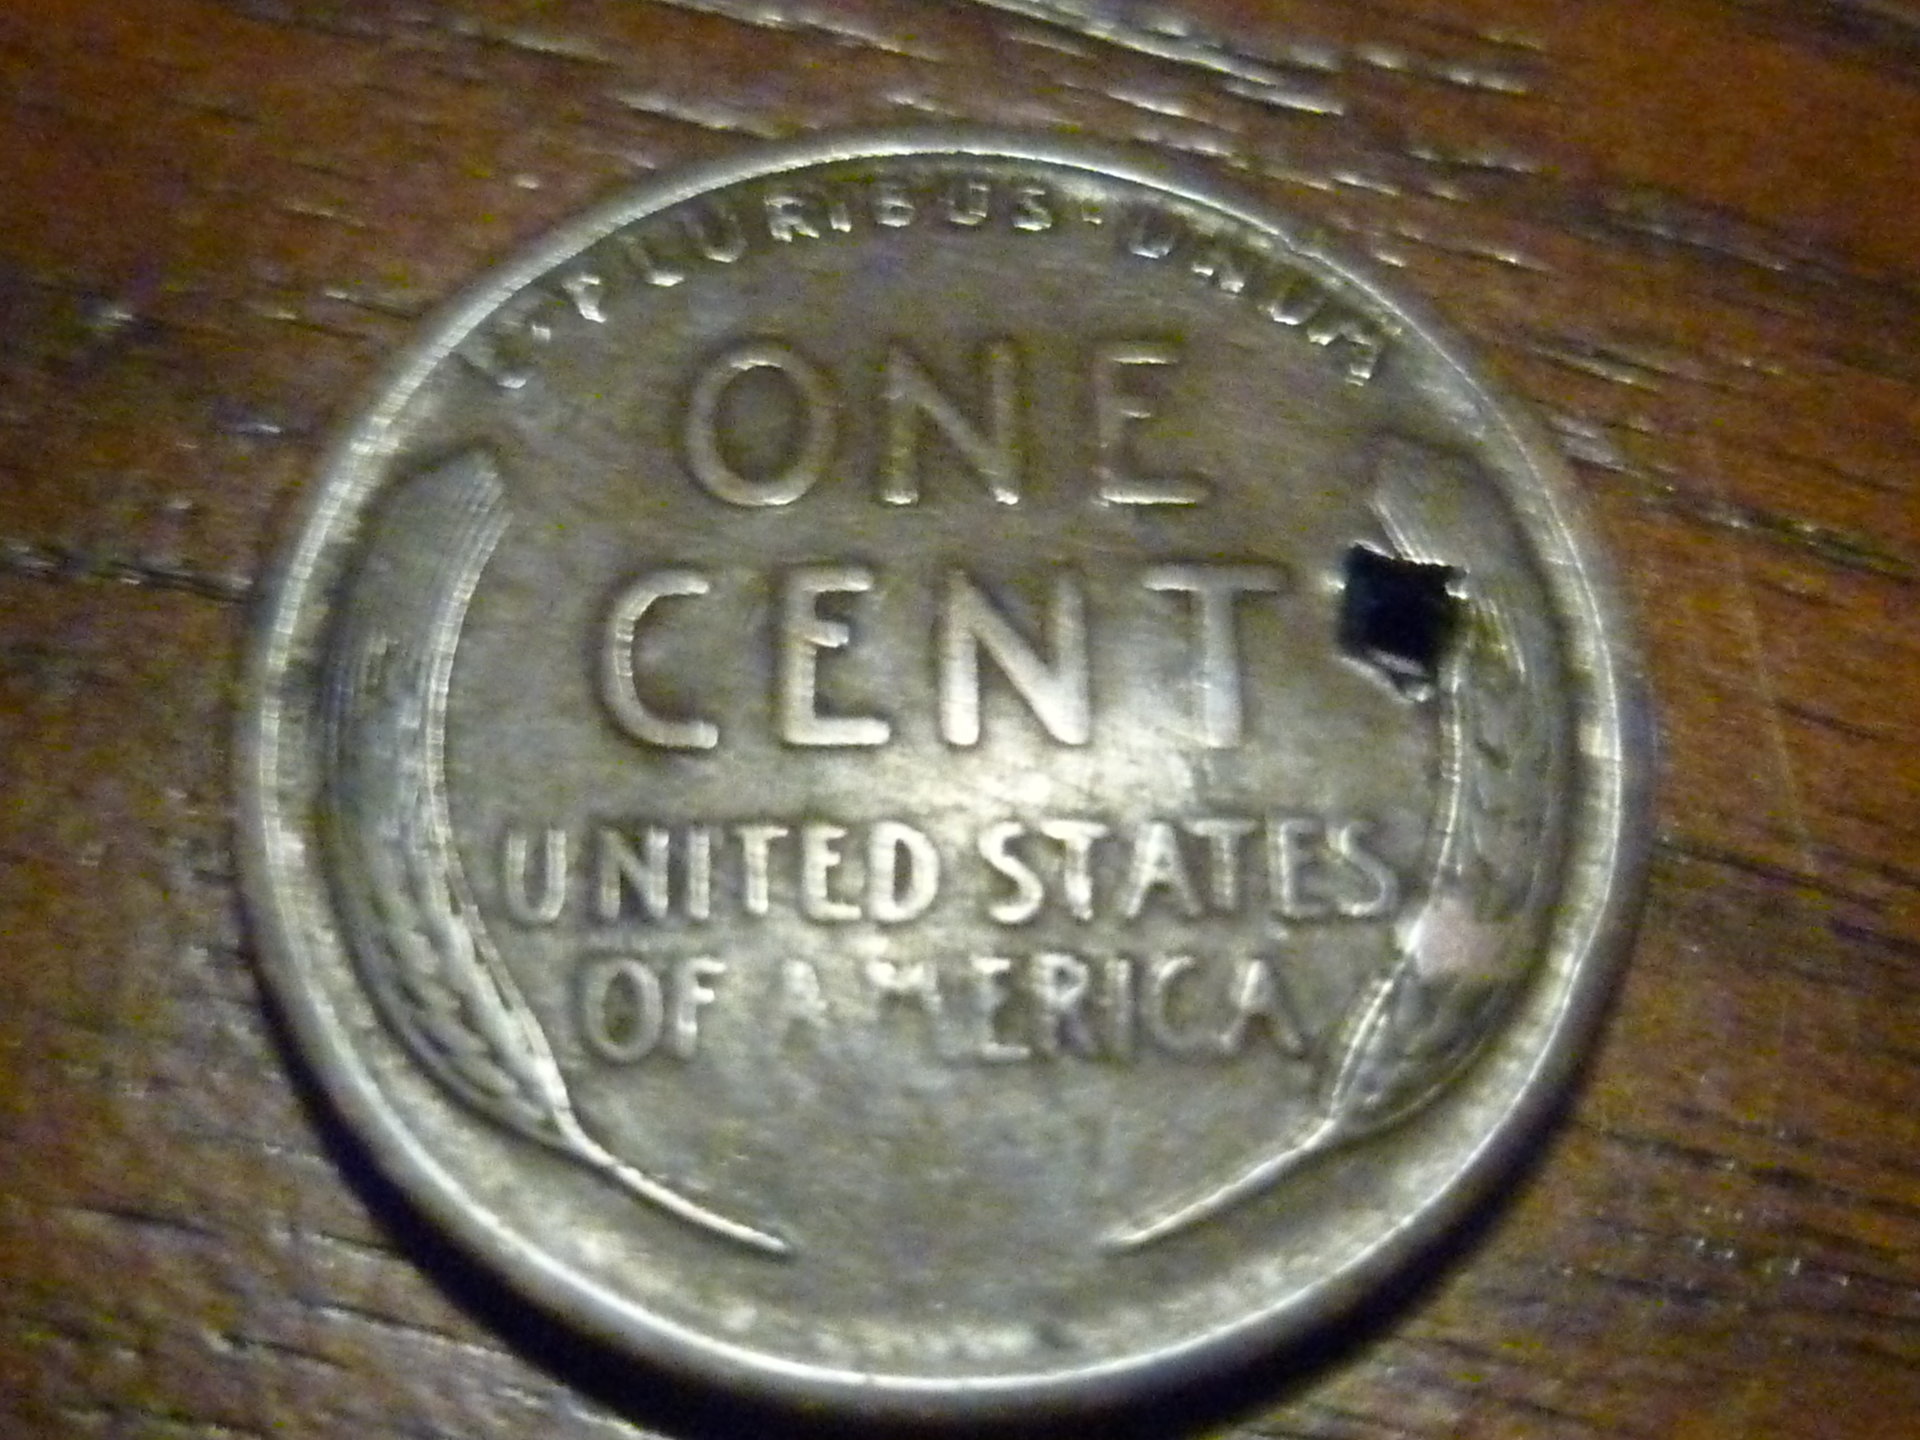 E·PLURIBUS·UNUM
ONE
CENT
UNITED STATES
OF AMERICA